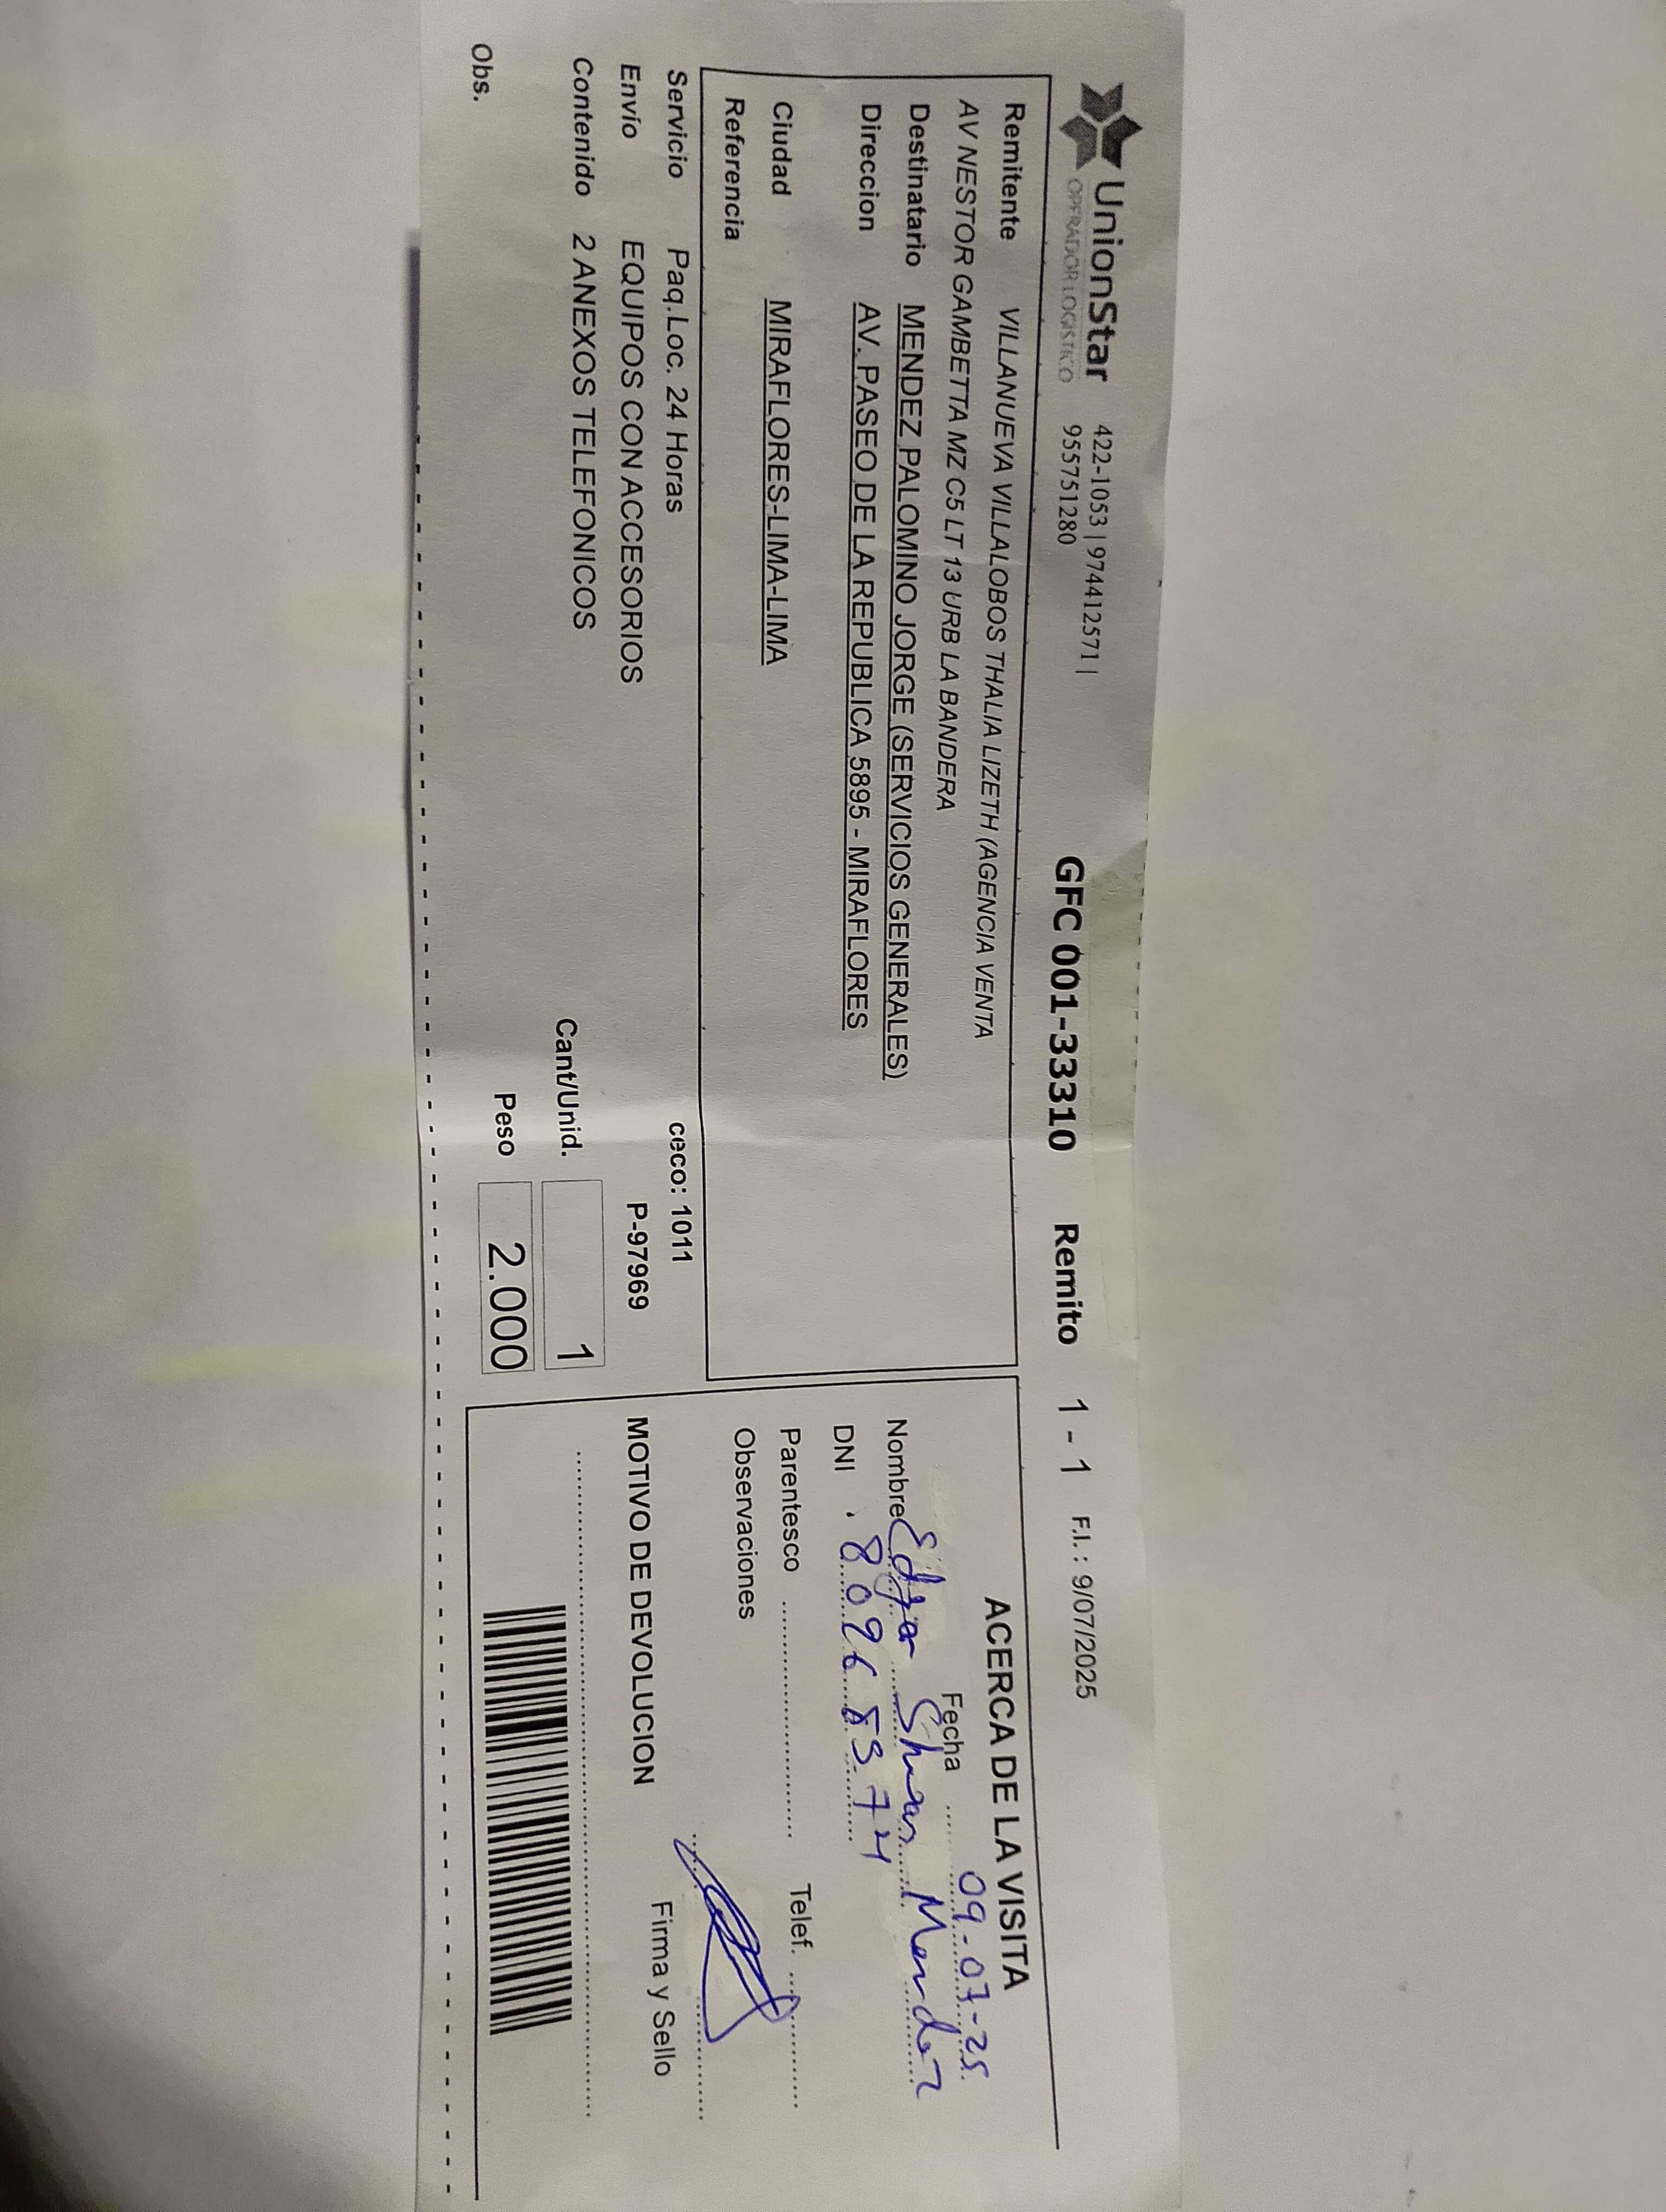 UnionStar
OPERADOR LOGISTICO
422-1053 | 974412571 |
955751280
GFC 001-33310 Remito 1 - 1 F.I. : 9/07/2025
Remitente VILLANUEVA VILLALOBOS THALIA LIZETH (AGENCIA VENTA
AV NESTOR GAMBETTA MZ C5 LT 13 URB LA BANDERA
Destinatario MENDEZ PALOMINO JORGE (SERVICIOS GENERALES)
Direccion AV. PASEO DE LA REPUBLICA 5895 - MIRAFLORES
Ciudad MIRAFLORES-LIMA-LIMA
Referencia
Servicio Paq.Loc. 24 Horas ceco: 1011
Envío EQUIPOS CON ACCESORIOS P-97969
Contenido 2 ANEXOS TELEFONICOS Cant/Unid. 1
Obs. Peso 2.000
ACERCA DE LA VISITA
Fecha 09-07-25
Nombre Edgar Mendez
DNI
Parentesco Telef.
Observaciones
MOTIVO DE DEVOLUCION Firma y Sello